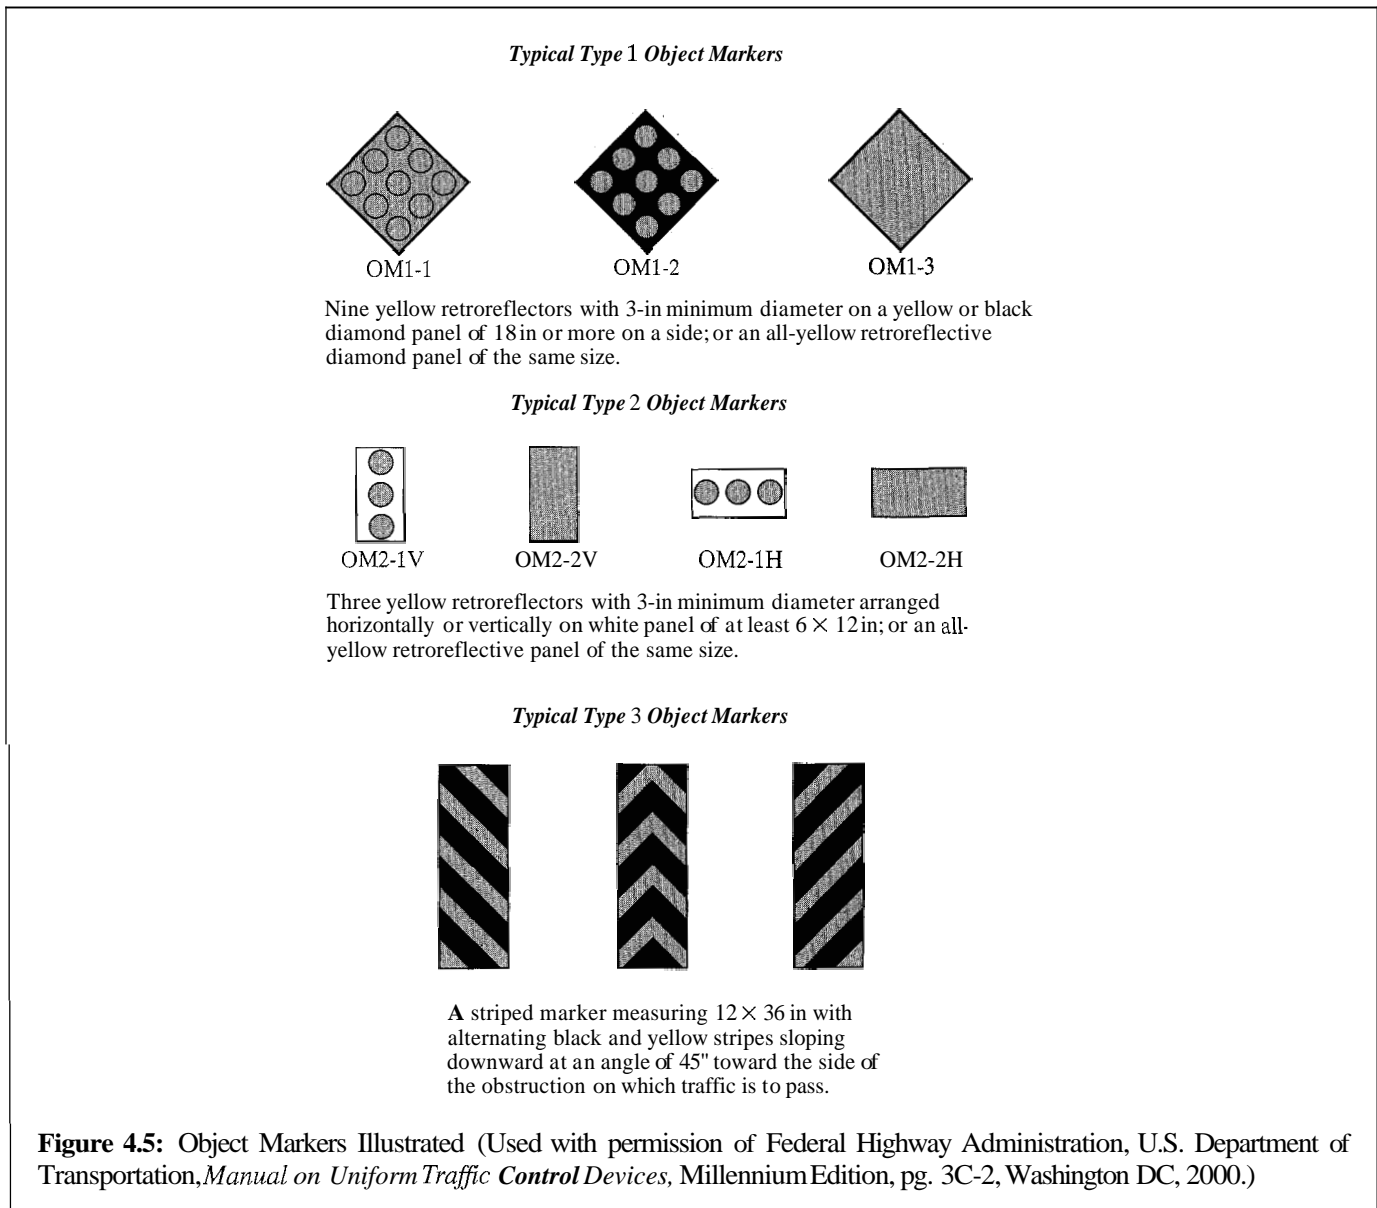 Typical Type 1 Object Markers
OM1-1
OM1-2
OM1-3
Nine yellow retroreflectors with 3-in minimum diameter on a yellow or black
diamond panel of 18 in or more on a side; or an all-yellow retroreflective
diamond panel of the same size.
Typical Type 2 Object Markers
OM2-1V
OM2-2V
OM2-1H
OM2-2H
Three yellow retroreflectors with 3-in minimum diameter arranged
horizontally or vertically on white panel of at least 6 × 12 in; or an all-
yellow retroreflective panel of the same size.
Typical Type 3 Object Markers
A striped marker measuring 12 × 36 in with
alternating black and yellow stripes sloping
downward at an angle of 45" toward the side of
the obstruction on which traffic is to pass.
Figure 4.5: Object Markers Illustrated (Used with permission of Federal Highway Administration, U.S. Department of
Transportation, Manual on Uniform Traffic Control Devices, Millennium Edition, pg. 3C-2, Washington DC, 2000.)